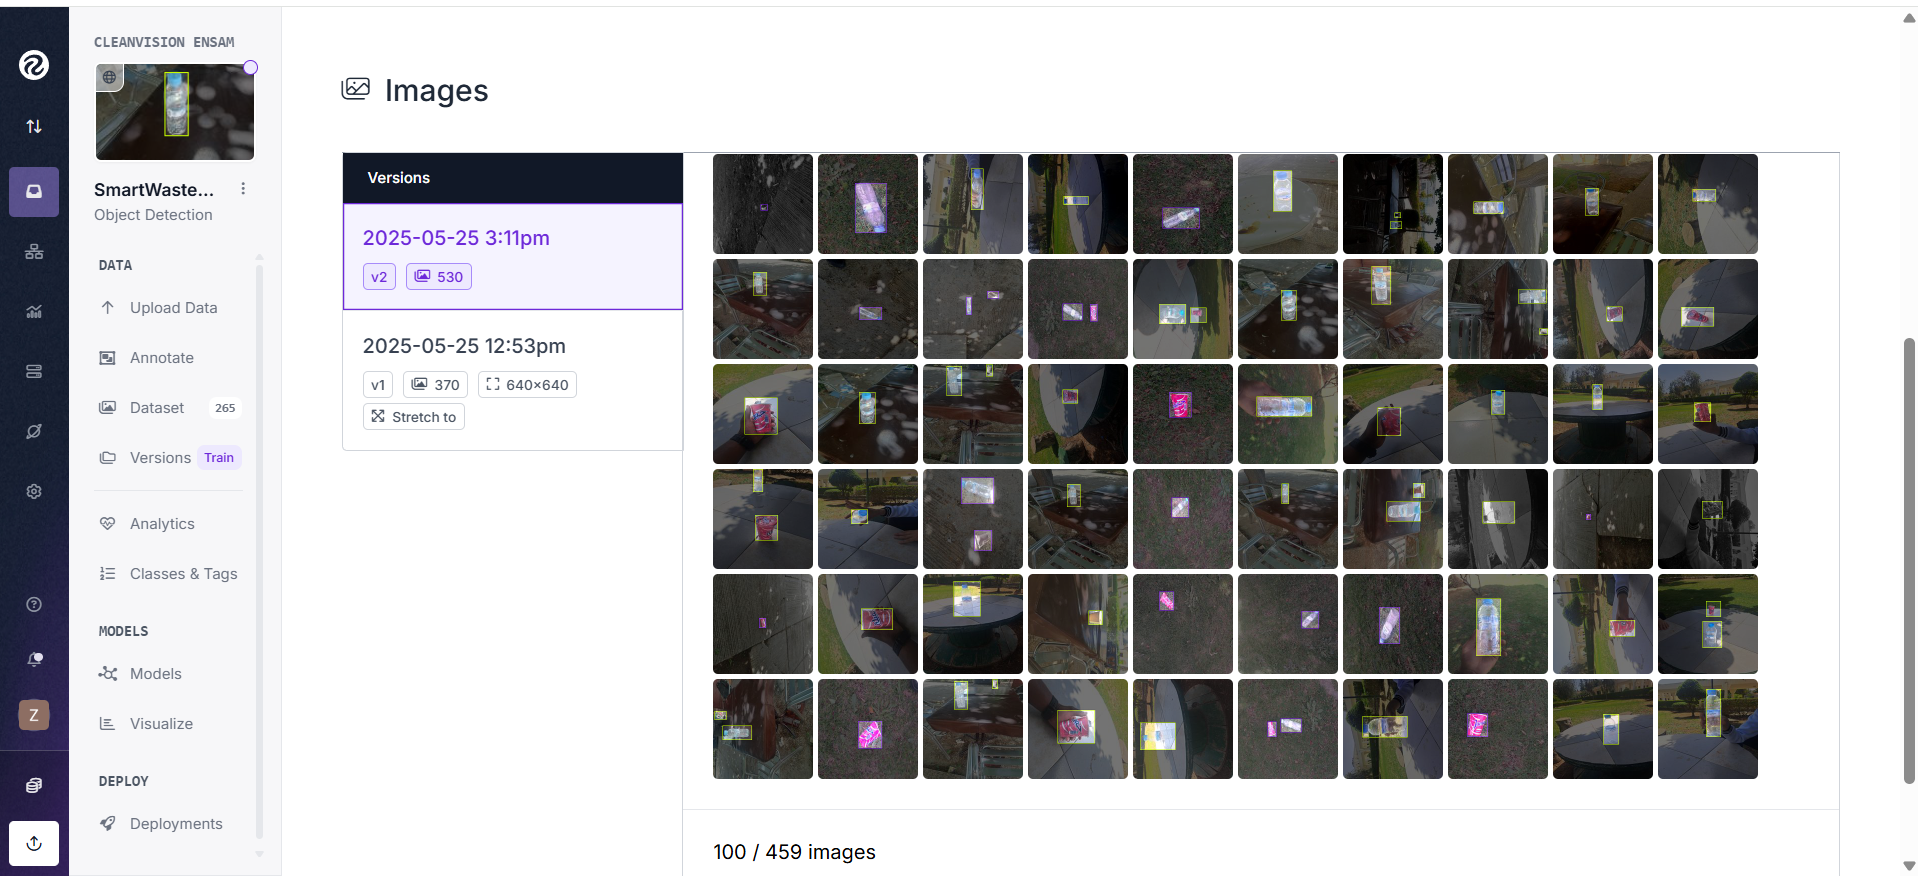 CLEANVISION ENSAM
SmartWaste...
Object Detection
DATA
Upload Data
Annotate
Dataset 265
Versions Train
Analytics
Classes & Tags
MODELS
Models
Visualize
DEPLOY
Deployments
Z
Images
Versions
2025-05-25 3:11pm
v2 530
2025-05-25 12:53pm
v1 370 640×640
Stretch to
100 / 459 images